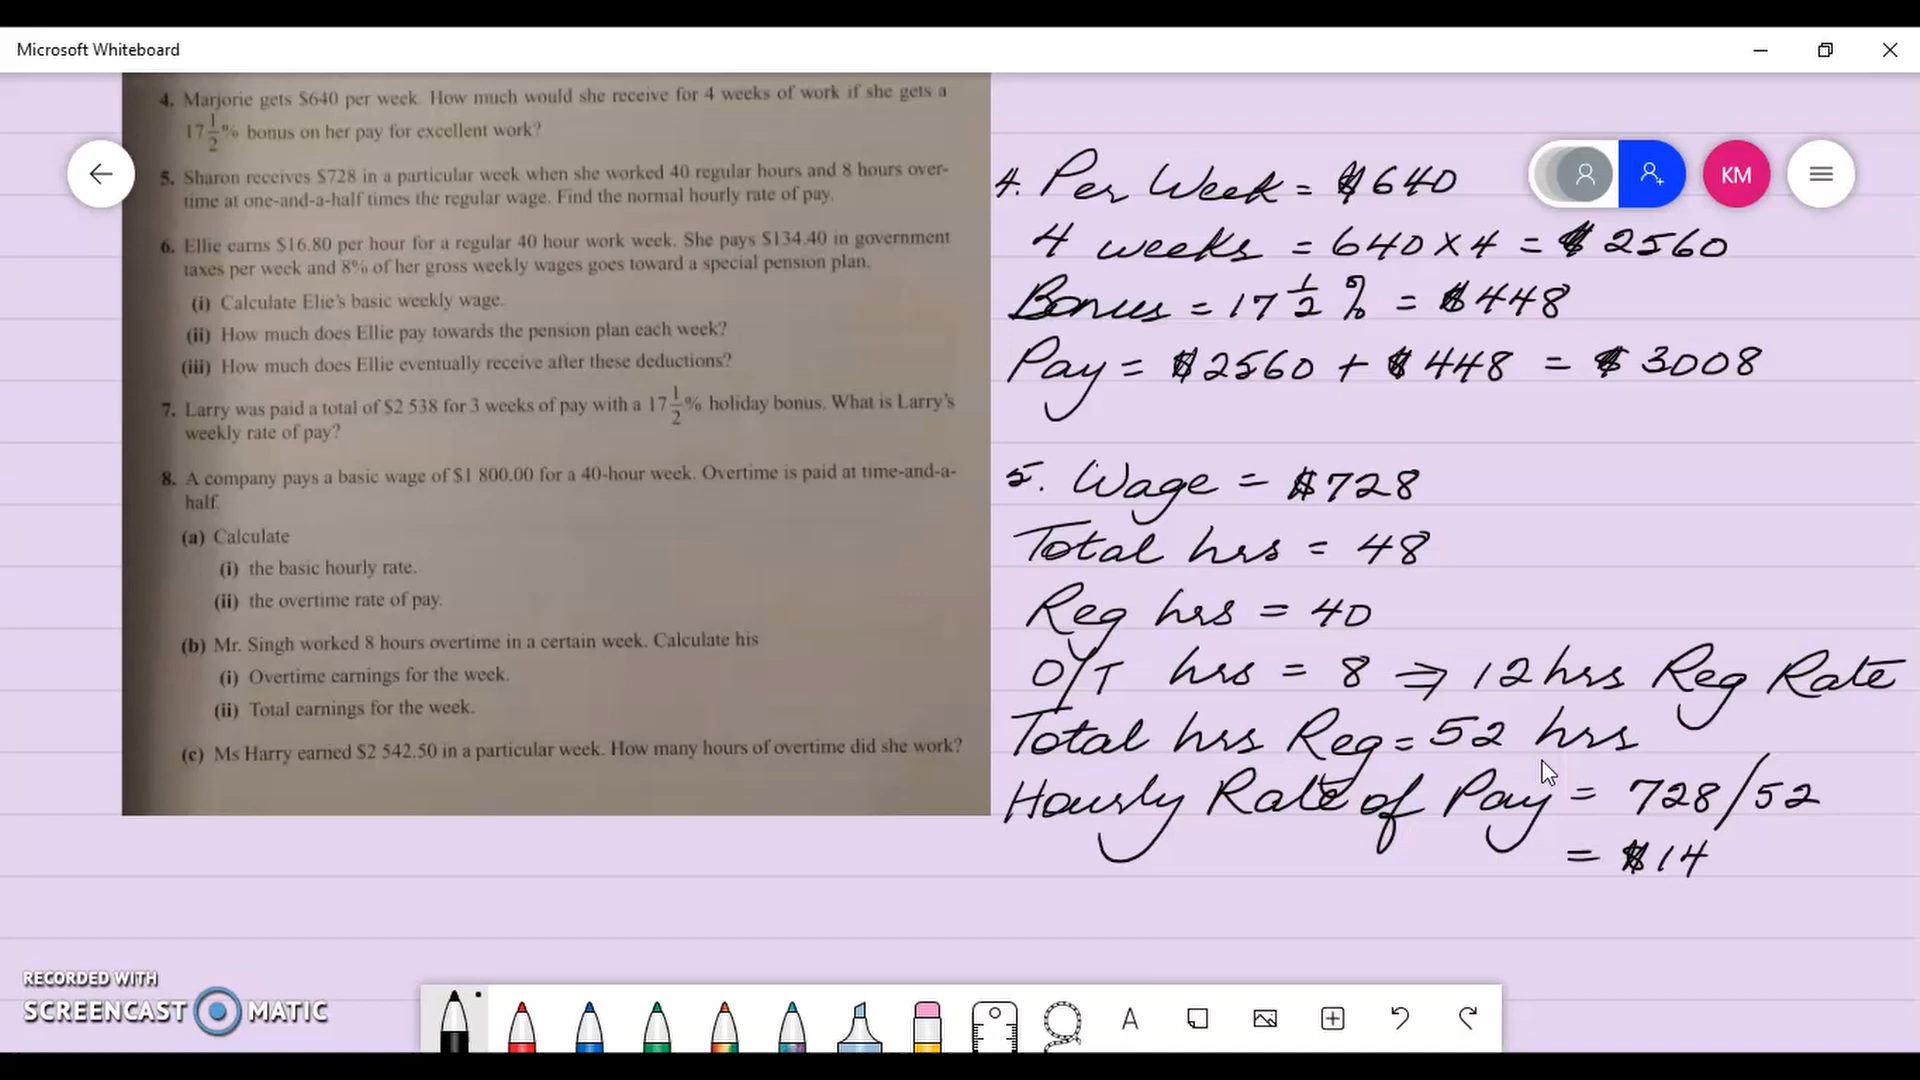 Microsoft Whiteboard
4. Marjorie gets $640 per week. How much would she receive for 4 weeks of work if she gets a
17 1/2 % bonus on her pay for excellent work?
5. Sharon receives $728 in a particular week when she worked 40 regular hours and 8 hours over-
time at one-and-a-half times the regular wage. Find the normal hourly rate of pay.
6. Ellie earns $16.80 per hour for a regular 40 hour work week. She pays $134.40 in government
taxes per week and 8% of her gross weekly wages goes toward a special pension plan.
(i) Calculate Elie's basic weekly wage.
(ii) How much does Ellie pay towards the pension plan each week?
(iii) How much does Ellie eventually receive after these deductions?
7. Larry was paid a total of $2 538 for 3 weeks of pay with a 17 1/2 % holiday bonus. What is Larry's
weekly rate of pay?
8. A company pays a basic wage of $1 800.00 for a 40-hour week. Overtime is paid at time-and-a-
half.
(a) Calculate
(i) the basic hourly rate.
(ii) the overtime rate of pay.
(b) Mr. Singh worked 8 hours overtime in a certain week. Calculate his
(i) Overtime earnings for the week.
(ii) Total earnings for the week.
(c) Ms Harry earned $2 542.50 in a particular week. How many hours of overtime did she work?
4. Per Week = $640
4 weeks = 640 x 4 = $2560
Bonus = 17 1/2 % = $448
Pay = $2560 + $448 = $3008
5. Wage = $728
Total hrs = 48
Reg hrs = 40
O/T hrs = 8 ⇒ 12 hrs Reg Rate
Total hrs Reg = 52 hrs
Hourly Rate of Pay = 728/52
= $14
KM
RECORDED WITH
SCREENCAST MATIC
A